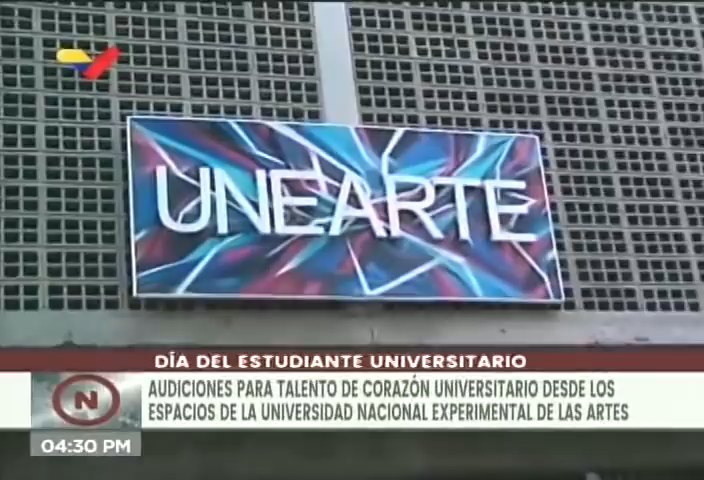 UNEARTE
DÍA DEL ESTUDIANTE UNIVERSITARIO
AUDICIONES PARA TALENTO DE CORAZÓN UNIVERSITARIO DESDE LOS
ESPACIOS DE LA UNIVERSIDAD NACIONAL EXPERIMENTAL DE LAS ARTES
N
04:30 PM